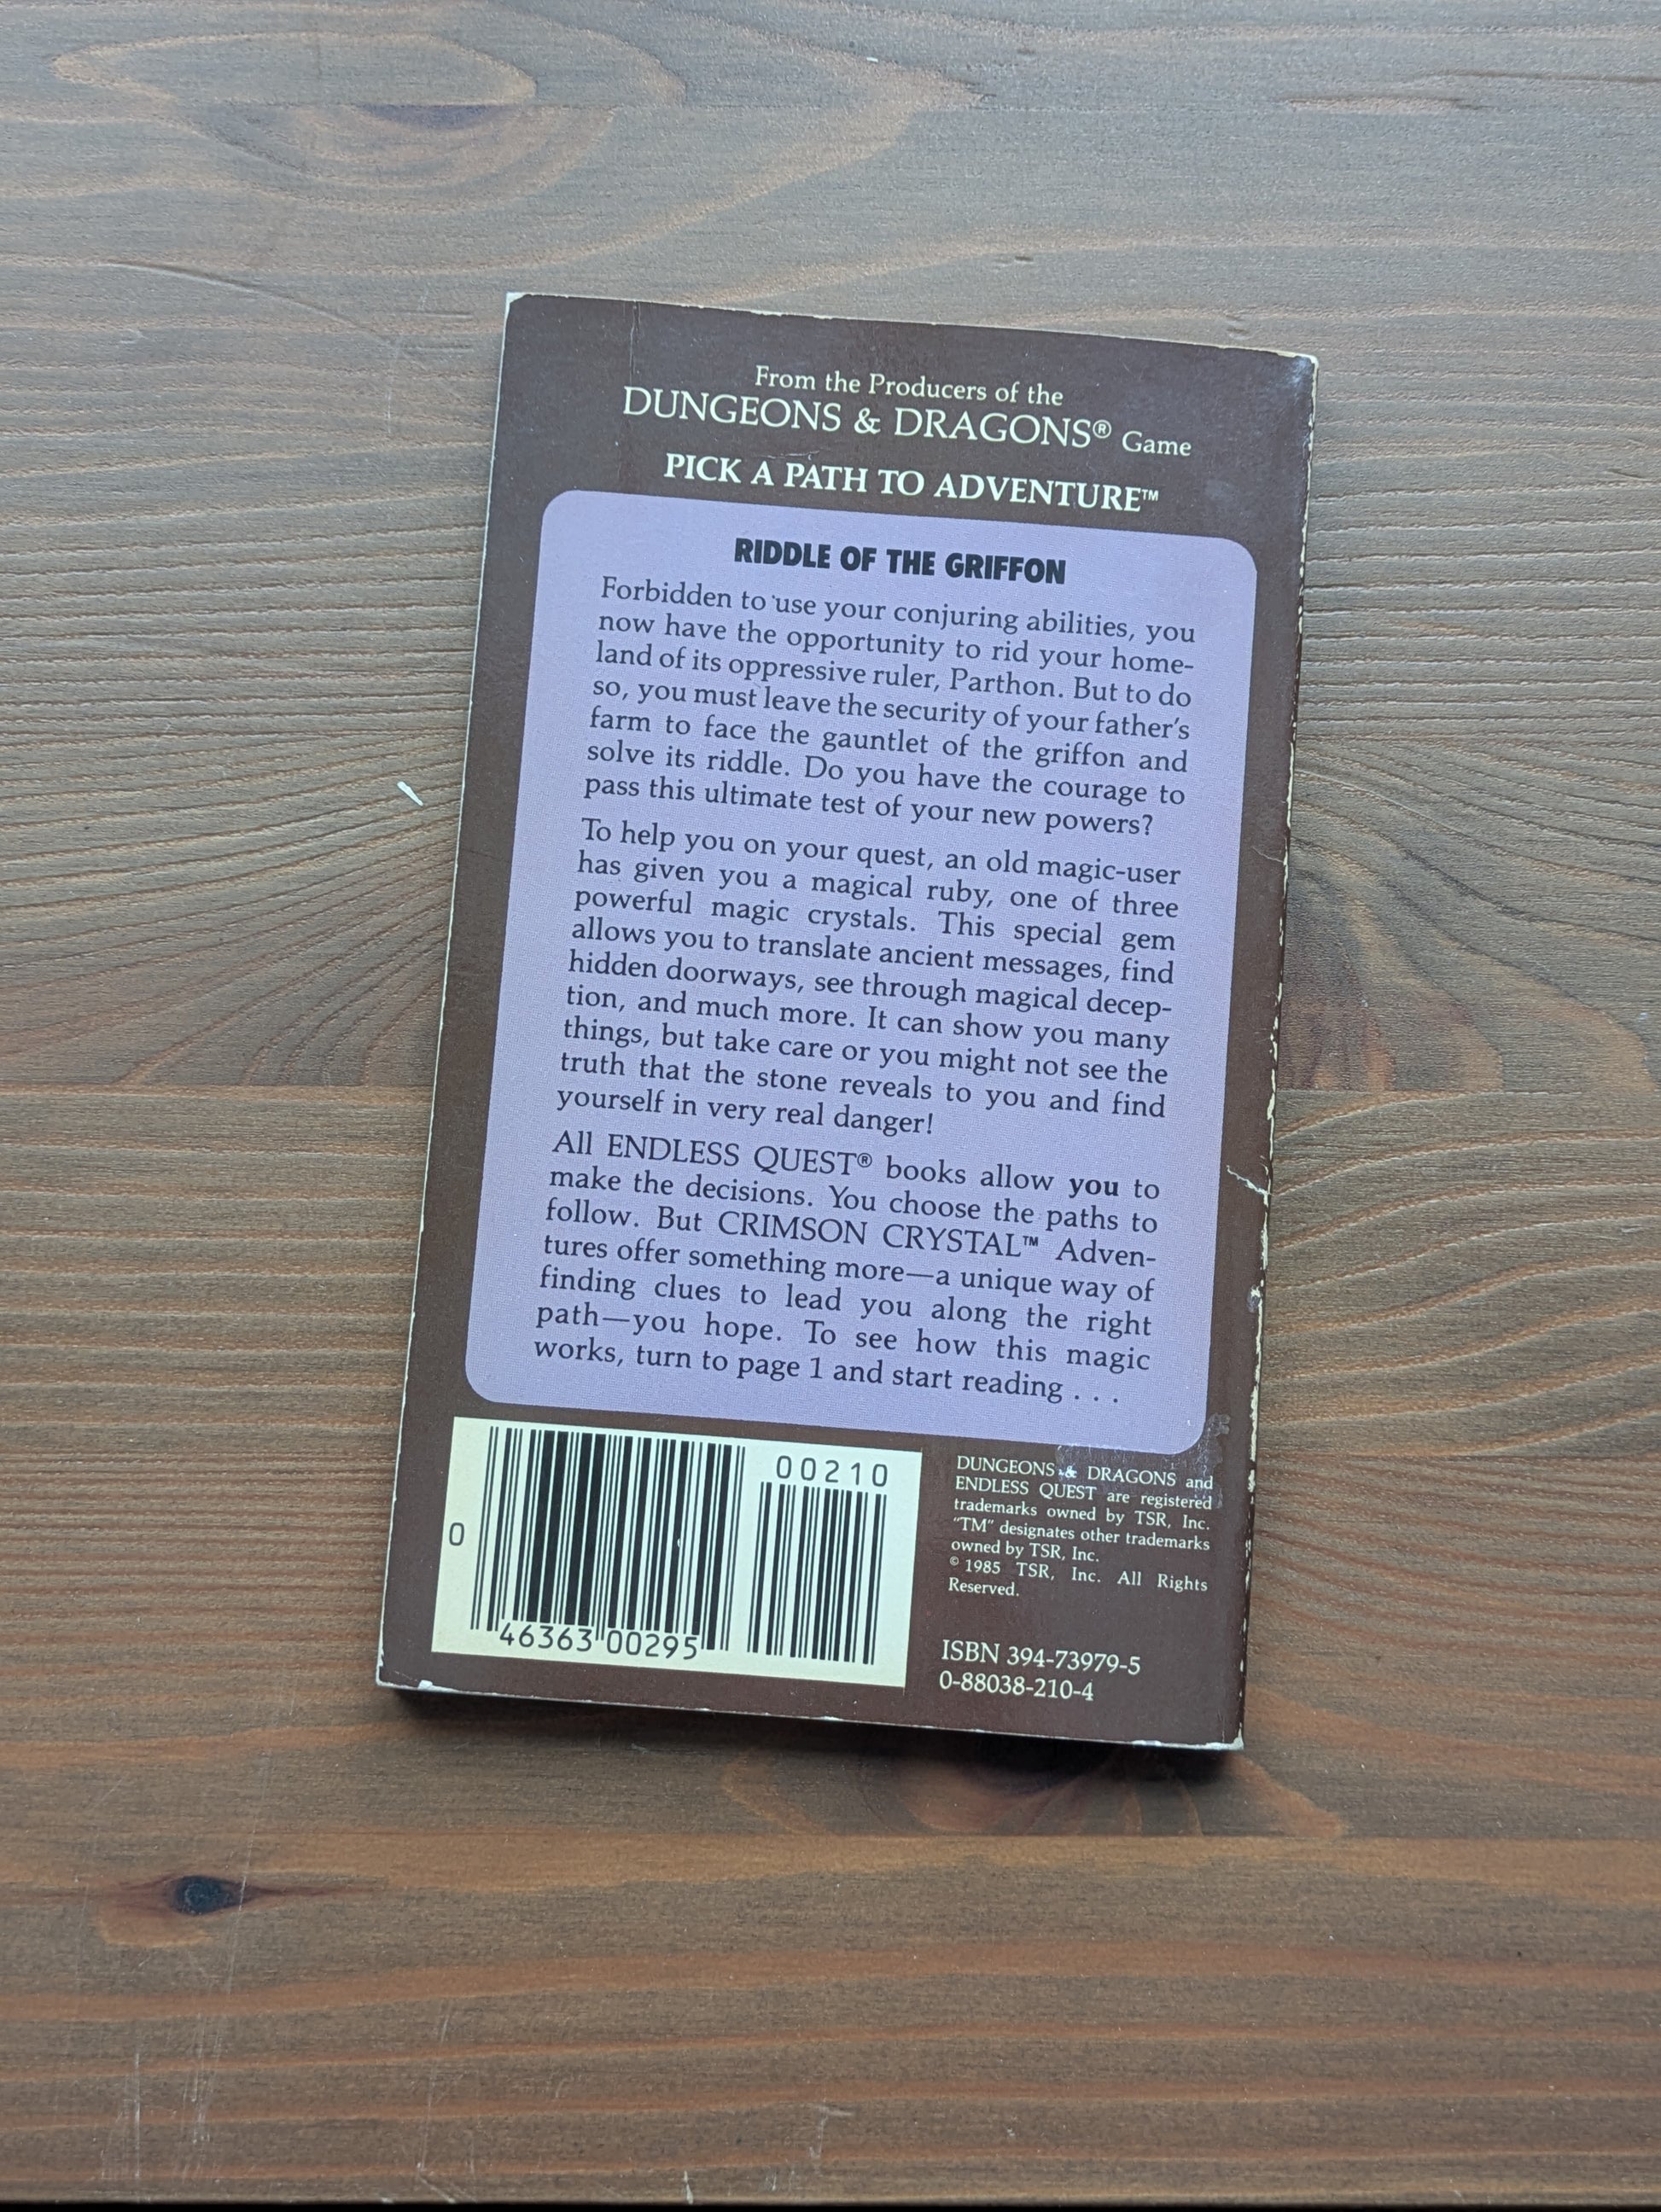 From the Producers of the
DUNGEONS & DRAGONS® Game
PICK A PATH TO ADVENTURE™
RIDDLE OF THE GRIFFON
Forbidden to use your conjuring abilities, you
now have the opportunity to rid your home-
land of its oppressive ruler, Parthon. But to do
so, you must leave the security of your father's
farm to face the gauntlet of the griffon and
solve its riddle. Do you have the courage to
pass this ultimate test of your new powers?
To help you on your quest, an old magic-user
has given you a magical ruby, one of three
powerful magic crystals. This special gem
allows you to translate ancient messages, find
hidden doorways, see through magical decep-
tion, and much more. It can show you many
things, but take care or you might not see the
truth that the stone reveals to you and find
yourself in very real danger!
All ENDLESS QUEST® books allow you to
make the decisions. You choose the paths to
follow. But CRIMSON CRYSTAL™ Adven-
tures offer something more—a unique way of
finding clues to lead you along the right
path—you hope. To see how this magic
works, turn to page 1 and start reading . . .
00210
0
46363 00295
DUNGEONS & DRAGONS and
ENDLESS QUEST are registered
trademarks owned by TSR, Inc.
“TM” designates other trademarks
owned by TSR, Inc.
© 1985 TSR, Inc. All Rights
Reserved.
ISBN 394-73979-5
0-88038-210-4